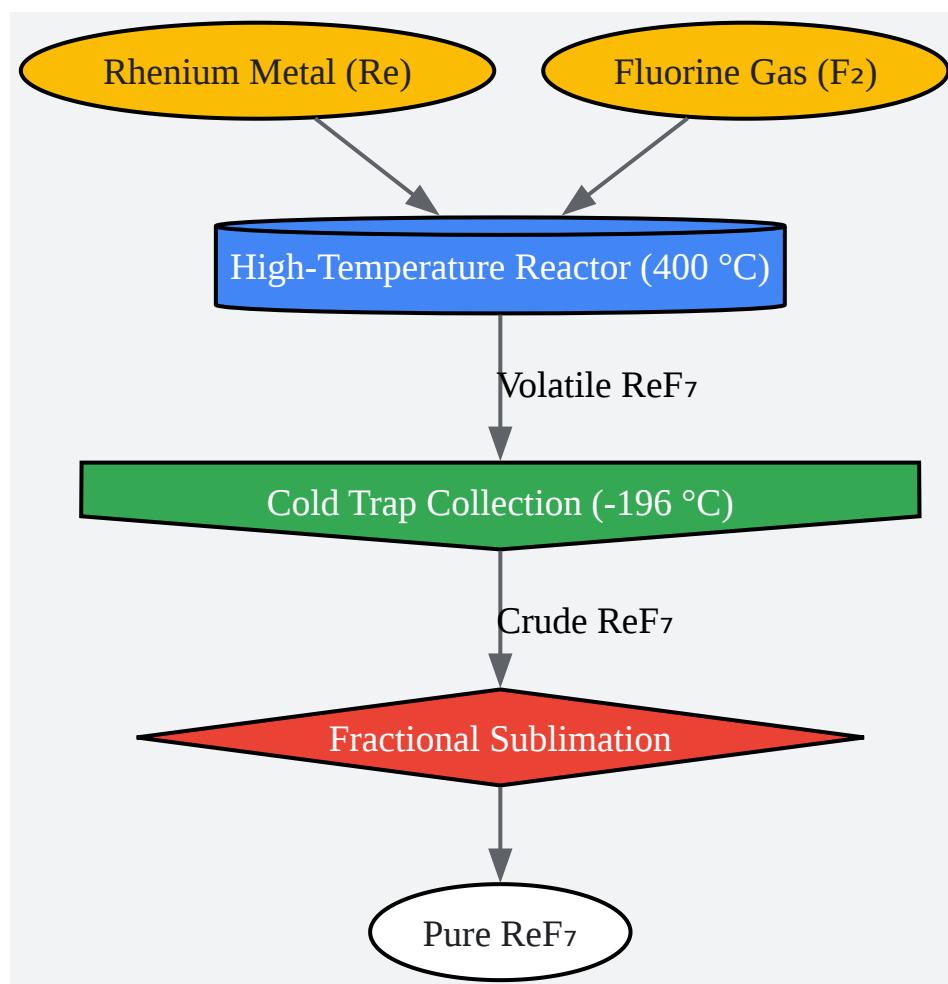 Rhenium Metal (Re)
Fluorine Gas (F₂)
High-Temperature Reactor (400 °C)
Volatile ReF₇
Cold Trap Collection (-196 °C)
Crude ReF₇
Fractional Sublimation
Pure ReF₇